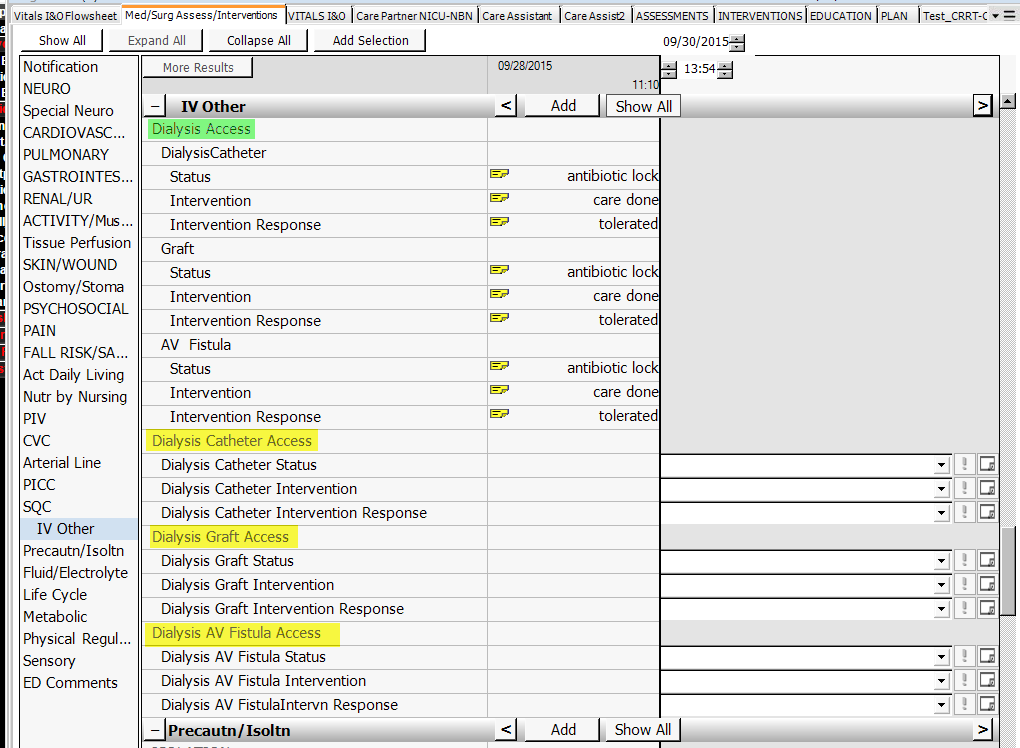 Vitals I&OFlowsheet Med/Surg Assess/Interventions VITALS I&O Care Partner NICU-NBN Care Assistant Care Assist2 ASSESSMENTS INTERVENTIONS EDUCATION PLAN Test_CRRT-C
Show All Expand All Collapse All Add Selection 09/30/2015
13:54
Notification
NEURO
Special Neuro
CARDIOVASC...
PULMONARY
GASTROINTES...
RENAL/UR
ACTIVITY/Mus...
Tissue Perfusion
SKIN/WOUND
Ostomy/Stoma
PSYCHOSOCIAL
PAIN
FALL RISK/SA...
Act Daily Living
Nutr by Nursing
PIV
CVC
Arterial Line
PICC
SQC
IV Other
Precautn/Isoltn
Fluid/Electrolyte
Life Cycle
Metabolic
Physical Regul...
Sensory
ED Comments
More Results 09/28/2015
11:10
− IV Other < Add Show All >
Dialysis Access
DialysisCatheter
Status antibiotic lock
Intervention care done
Intervention Response tolerated
Graft
Status antibiotic lock
Intervention care done
Intervention Response tolerated
AV Fistula
Status antibiotic lock
Intervention care done
Intervention Response tolerated
Dialysis Catheter Access
Dialysis Catheter Status
Dialysis Catheter Intervention
Dialysis Catheter Intervention Response
Dialysis Graft Access
Dialysis Graft Status
Dialysis Graft Intervention
Dialysis Graft Intervention Response
Dialysis AV Fistula Access
Dialysis AV Fistula Status
Dialysis AV Fistula Intervention
Dialysis AV FistulaIntervn Response
− Precautn/Isoltn < Add Show All >